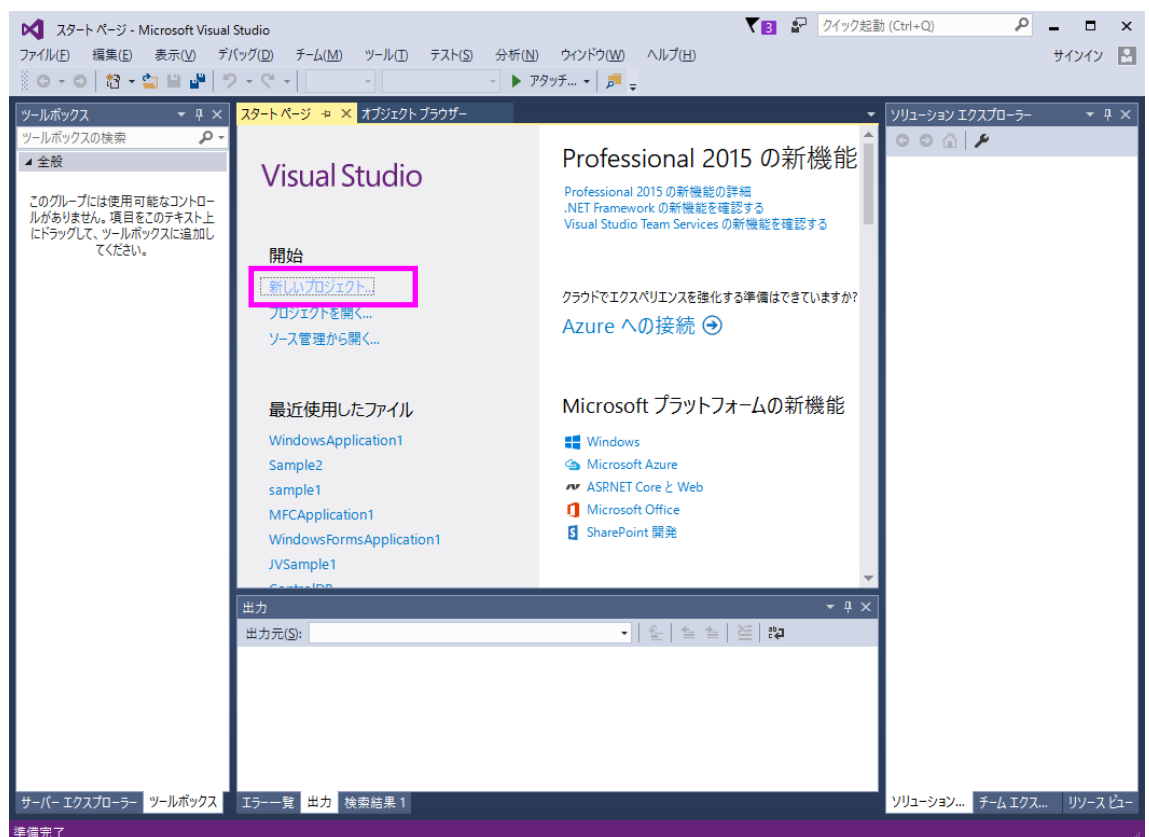 スタート ページ - Microsoft Visual Studio
3
クイック起動 (Ctrl+Q)
ファイル(F) 編集(E) 表示(V) デバッグ(D) チーム(M) ツール(T) テスト(S) 分析(N) ウィンドウ(W) ヘルプ(H)
サインイン
アタッチ...
ツールボックス
ツールボックスの検索
全般
このグループには使用可能なコントロー
ルがありません。項目をこのテキスト上
にドラッグして、ツールボックスに追加し
てください。
サーバー エクスプローラー ツールボックス
スタート ページ オブジェクト ブラウザー
Visual Studio
開始
新しいプロジェクト...
プロジェクトを開く...
ソース管理から開く...
最近使用したファイル
WindowsApplication1
Sample2
sample1
MFCApplication1
WindowsFormsApplication1
JVSample1
Professional 2015 の新機能
Professional 2015 の新機能の詳細
.NET Framework の新機能を確認する
Visual Studio Team Services の新機能を確認する
クラウドでエクスペリエンスを強化する準備はできていますか?
Azure への接続
Microsoft プラットフォームの新機能
Windows
Microsoft Azure
ASP.NET Core と Web
Microsoft Office
SharePoint 開発
出力
出力元(S):
エラー一覧 出力 検索結果 1
ソリューション エクスプローラー
ソリューション... チーム エクス... リソース ビュー
準備完了